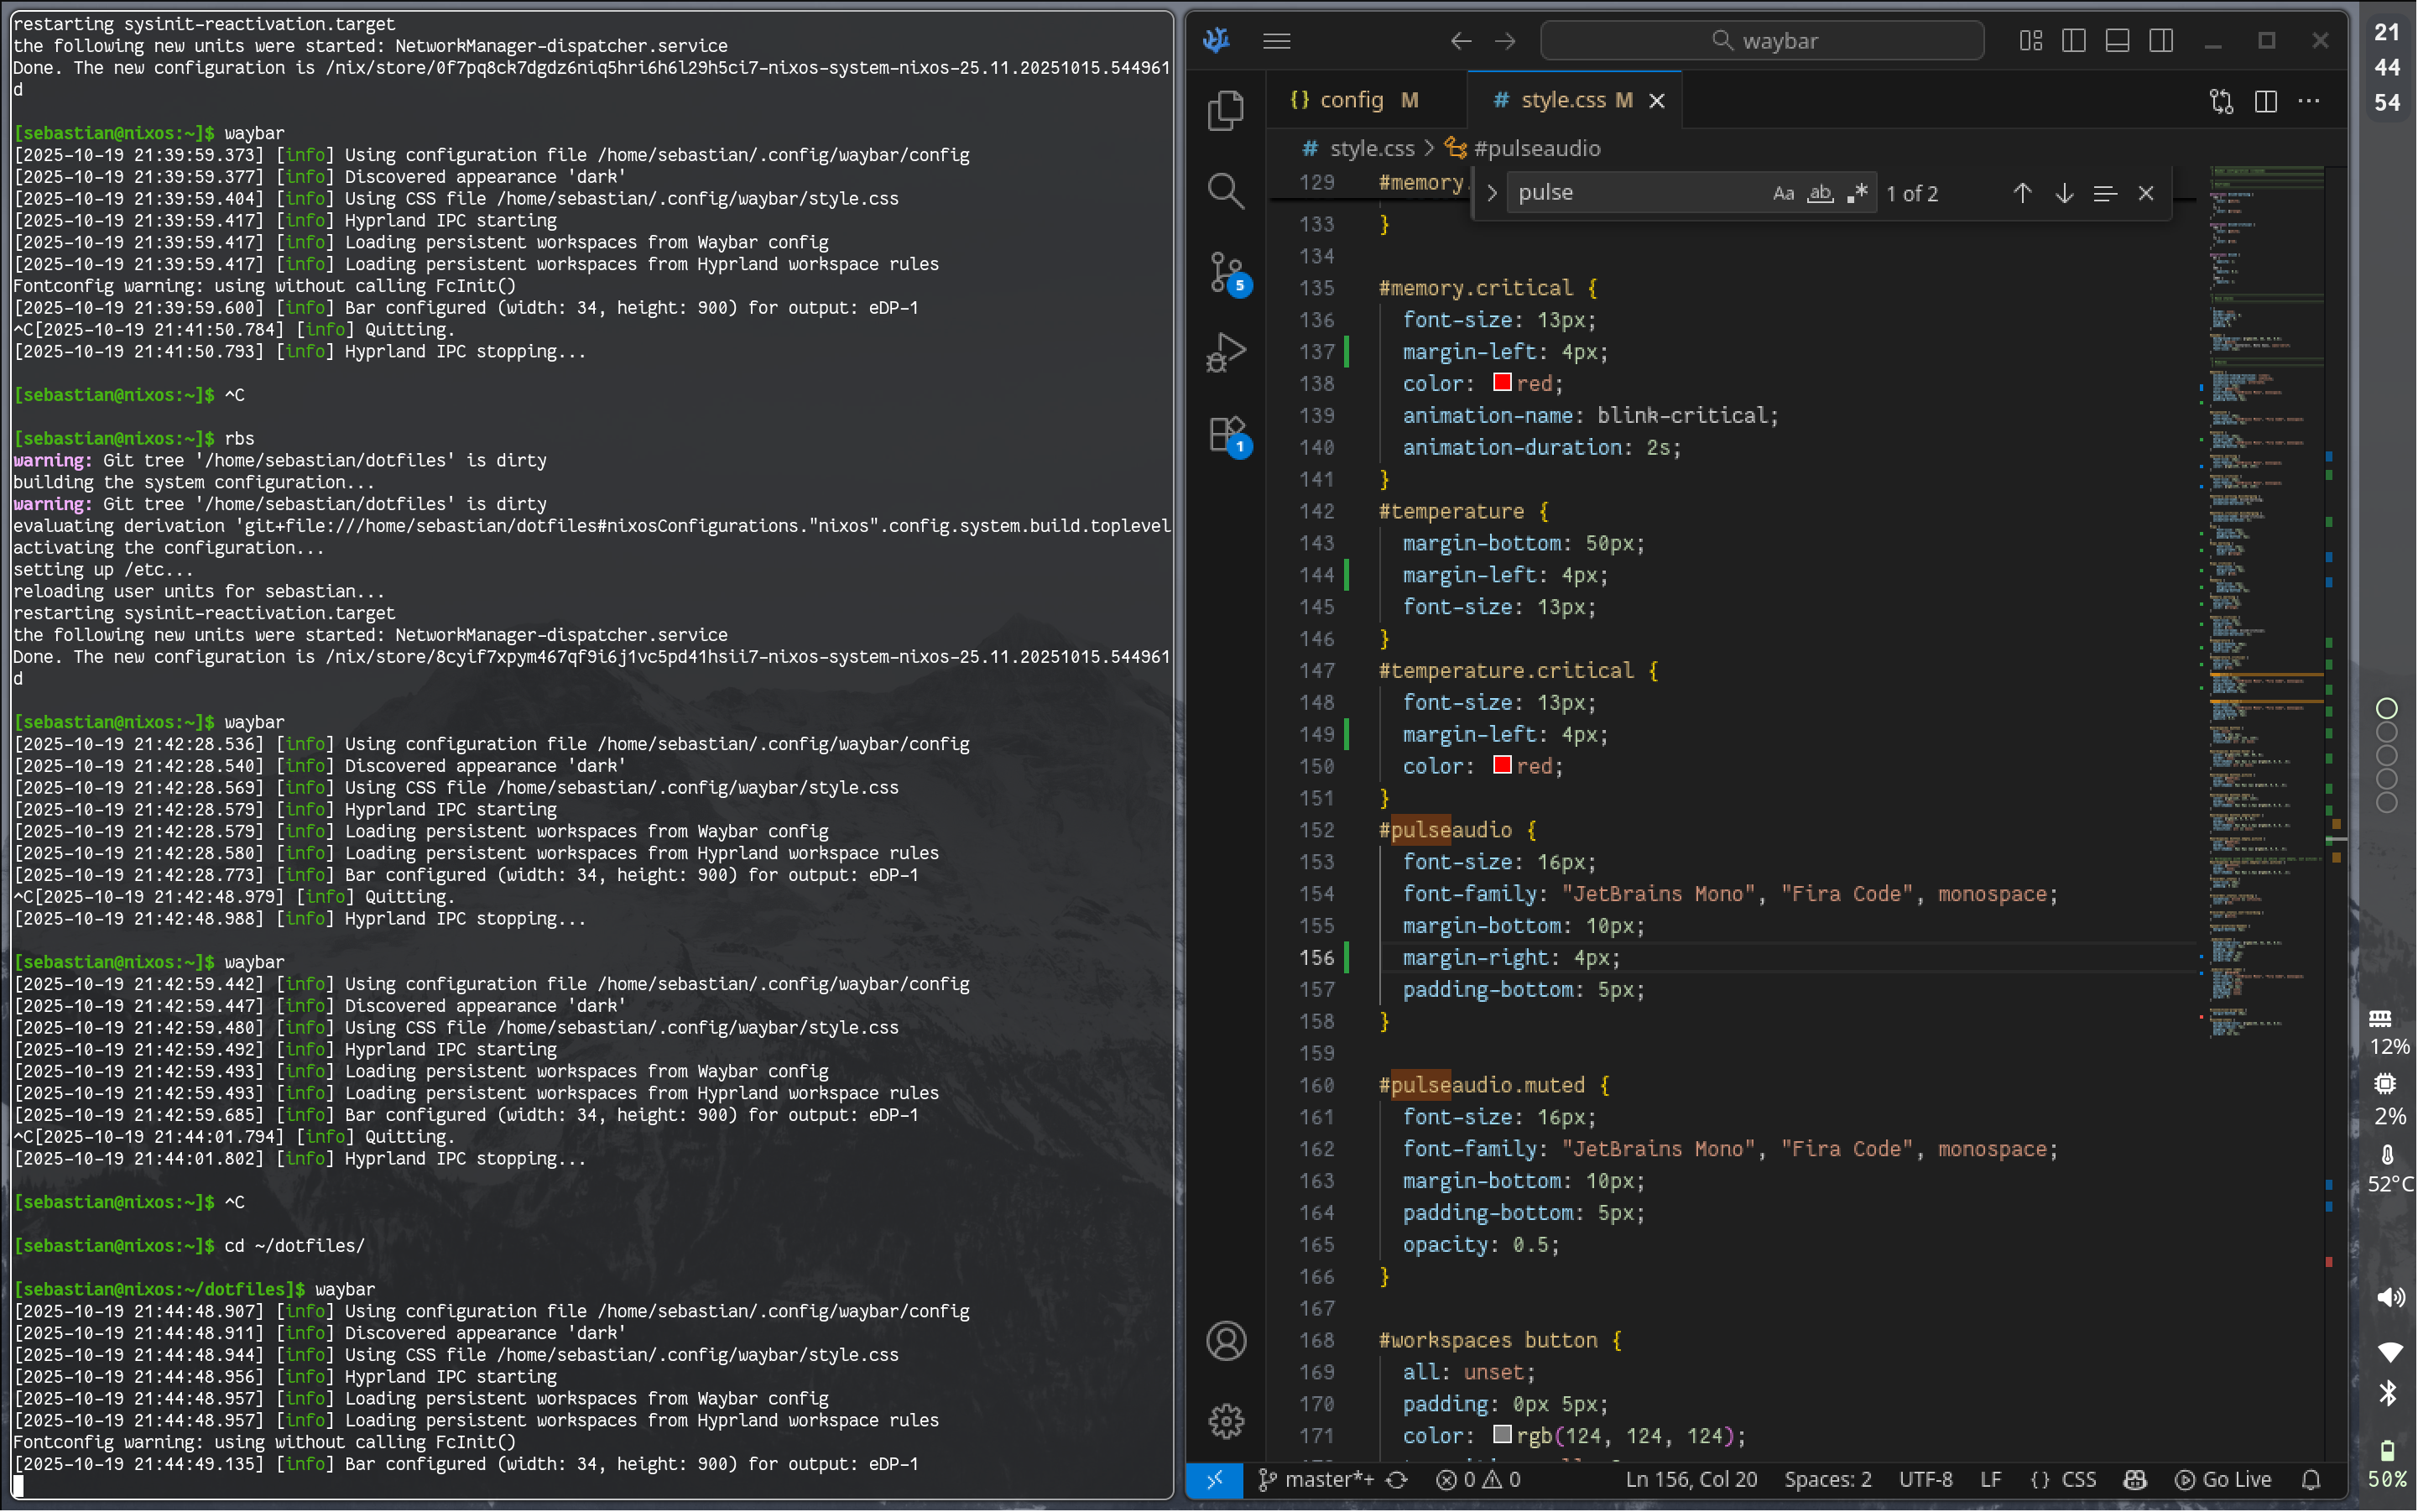 restarting sysinit-reactivation.target
the following new units were started: NetworkManager-dispatcher.service
Done. The new configuration is /nix/store/0f7pq8ck7dgdz6niq5hri6h6l29h5ci7-nixos-system-nixos-25.11.20251015.544961
d
[sebastian@nixos:~]$ waybar
[2025-10-19 21:39:59.373] [info] Using configuration file /home/sebastian/.config/waybar/config
[2025-10-19 21:39:59.377] [info] Discovered appearance 'dark'
[2025-10-19 21:39:59.404] [info] Using CSS file /home/sebastian/.config/waybar/style.css
[2025-10-19 21:39:59.417] [info] Hyprland IPC starting
[2025-10-19 21:39:59.417] [info] Loading persistent workspaces from Waybar config
[2025-10-19 21:39:59.417] [info] Loading persistent workspaces from Hyprland workspace rules
Fontconfig warning: using without calling FcInit()
[2025-10-19 21:39:59.600] [info] Bar configured (width: 34, height: 900) for output: eDP-1
^C[2025-10-19 21:41:50.784] [info] Quitting.
[2025-10-19 21:41:50.793] [info] Hyprland IPC stopping...
[sebastian@nixos:~]$ ^C
[sebastian@nixos:~]$ rbs
warning: Git tree '/home/sebastian/dotfiles' is dirty
building the system configuration...
warning: Git tree '/home/sebastian/dotfiles' is dirty
evaluating derivation 'git+file:///home/sebastian/dotfiles#nixosConfigurations."nixos".config.system.build.toplevel
activating the configuration...
setting up /etc...
reloading user units for sebastian...
restarting sysinit-reactivation.target
the following new units were started: NetworkManager-dispatcher.service
Done. The new configuration is /nix/store/8cyif7xpym467qf9i6j1vc5pd41hsii7-nixos-system-nixos-25.11.20251015.544961
d
[sebastian@nixos:~]$ waybar
[2025-10-19 21:42:28.536] [info] Using configuration file /home/sebastian/.config/waybar/config
[2025-10-19 21:42:28.540] [info] Discovered appearance 'dark'
[2025-10-19 21:42:28.569] [info] Using CSS file /home/sebastian/.config/waybar/style.css
[2025-10-19 21:42:28.579] [info] Hyprland IPC starting
[2025-10-19 21:42:28.579] [info] Loading persistent workspaces from Waybar config
[2025-10-19 21:42:28.580] [info] Loading persistent workspaces from Hyprland workspace rules
[2025-10-19 21:42:28.773] [info] Bar configured (width: 34, height: 900) for output: eDP-1
^C[2025-10-19 21:42:48.979] [info] Quitting.
[2025-10-19 21:42:48.988] [info] Hyprland IPC stopping...
[sebastian@nixos:~]$ waybar
[2025-10-19 21:42:59.442] [info] Using configuration file /home/sebastian/.config/waybar/config
[2025-10-19 21:42:59.447] [info] Discovered appearance 'dark'
[2025-10-19 21:42:59.480] [info] Using CSS file /home/sebastian/.config/waybar/style.css
[2025-10-19 21:42:59.492] [info] Hyprland IPC starting
[2025-10-19 21:42:59.493] [info] Loading persistent workspaces from Waybar config
[2025-10-19 21:42:59.493] [info] Loading persistent workspaces from Hyprland workspace rules
[2025-10-19 21:42:59.685] [info] Bar configured (width: 34, height: 900) for output: eDP-1
^C[2025-10-19 21:44:01.794] [info] Quitting.
[2025-10-19 21:44:01.802] [info] Hyprland IPC stopping...
[sebastian@nixos:~]$ ^C
[sebastian@nixos:~]$ cd ~/dotfiles/
[sebastian@nixos:~/dotfiles]$ waybar
[2025-10-19 21:44:48.907] [info] Using configuration file /home/sebastian/.config/waybar/config
[2025-10-19 21:44:48.911] [info] Discovered appearance 'dark'
[2025-10-19 21:44:48.944] [info] Using CSS file /home/sebastian/.config/waybar/style.css
[2025-10-19 21:44:48.956] [info] Hyprland IPC starting
[2025-10-19 21:44:48.957] [info] Loading persistent workspaces from Waybar config
[2025-10-19 21:44:48.957] [info] Loading persistent workspaces from Hyprland workspace rules
Fontconfig warning: using without calling FcInit()
[2025-10-19 21:44:49.135] [info] Bar configured (width: 34, height: 900) for output: eDP-1
waybar
{} config M
# style.css M
# style.css > #pulseaudio
pulse Aa ab .* 1 of 2
129 #memory.
133 }
134
135 #memory.critical {
136 font-size: 13px;
137 margin-left: 4px;
138 color: red;
139 animation-name: blink-critical;
140 animation-duration: 2s;
141 }
142 #temperature {
143 margin-bottom: 50px;
144 margin-left: 4px;
145 font-size: 13px;
146 }
147 #temperature.critical {
148 font-size: 13px;
149 margin-left: 4px;
150 color: red;
151 }
152 #pulseaudio {
153 font-size: 16px;
154 font-family: "JetBrains Mono", "Fira Code", monospace;
155 margin-bottom: 10px;
156 margin-right: 4px;
157 padding-bottom: 5px;
158 }
159
160 #pulseaudio.muted {
161 font-size: 16px;
162 font-family: "JetBrains Mono", "Fira Code", monospace;
163 margin-bottom: 10px;
164 padding-bottom: 5px;
165 opacity: 0.5;
166 }
167
168 #workspaces button {
169 all: unset;
170 padding: 0px 5px;
171 color: rgb(124, 124, 124);
5
1
master*+ 0 0 Ln 156, Col 20 Spaces: 2 UTF-8 LF {} CSS Go Live
21
44
54
12%
2%
52°C
50%